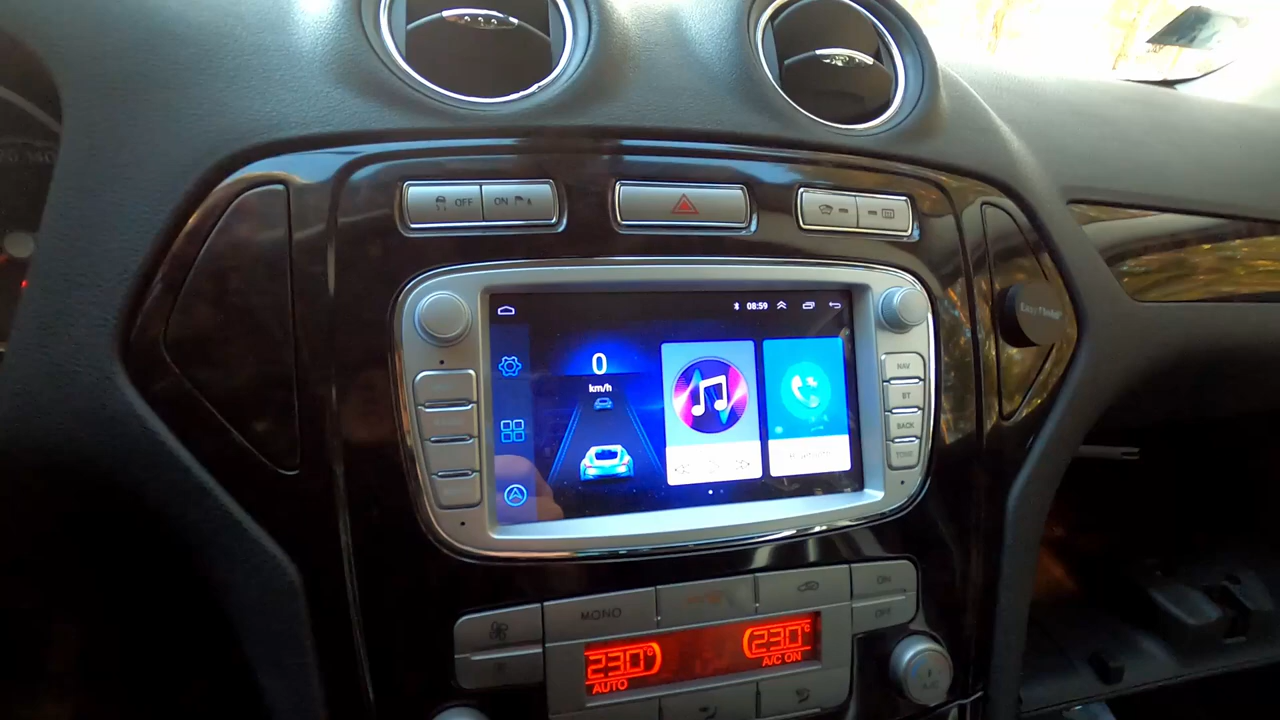 OFF ON
08:59
0
km/h
NAV
BT
BACK
TONE
MONO
ON
OFF
23.0°C 23.0°C
AUTO A/C ON
A/C